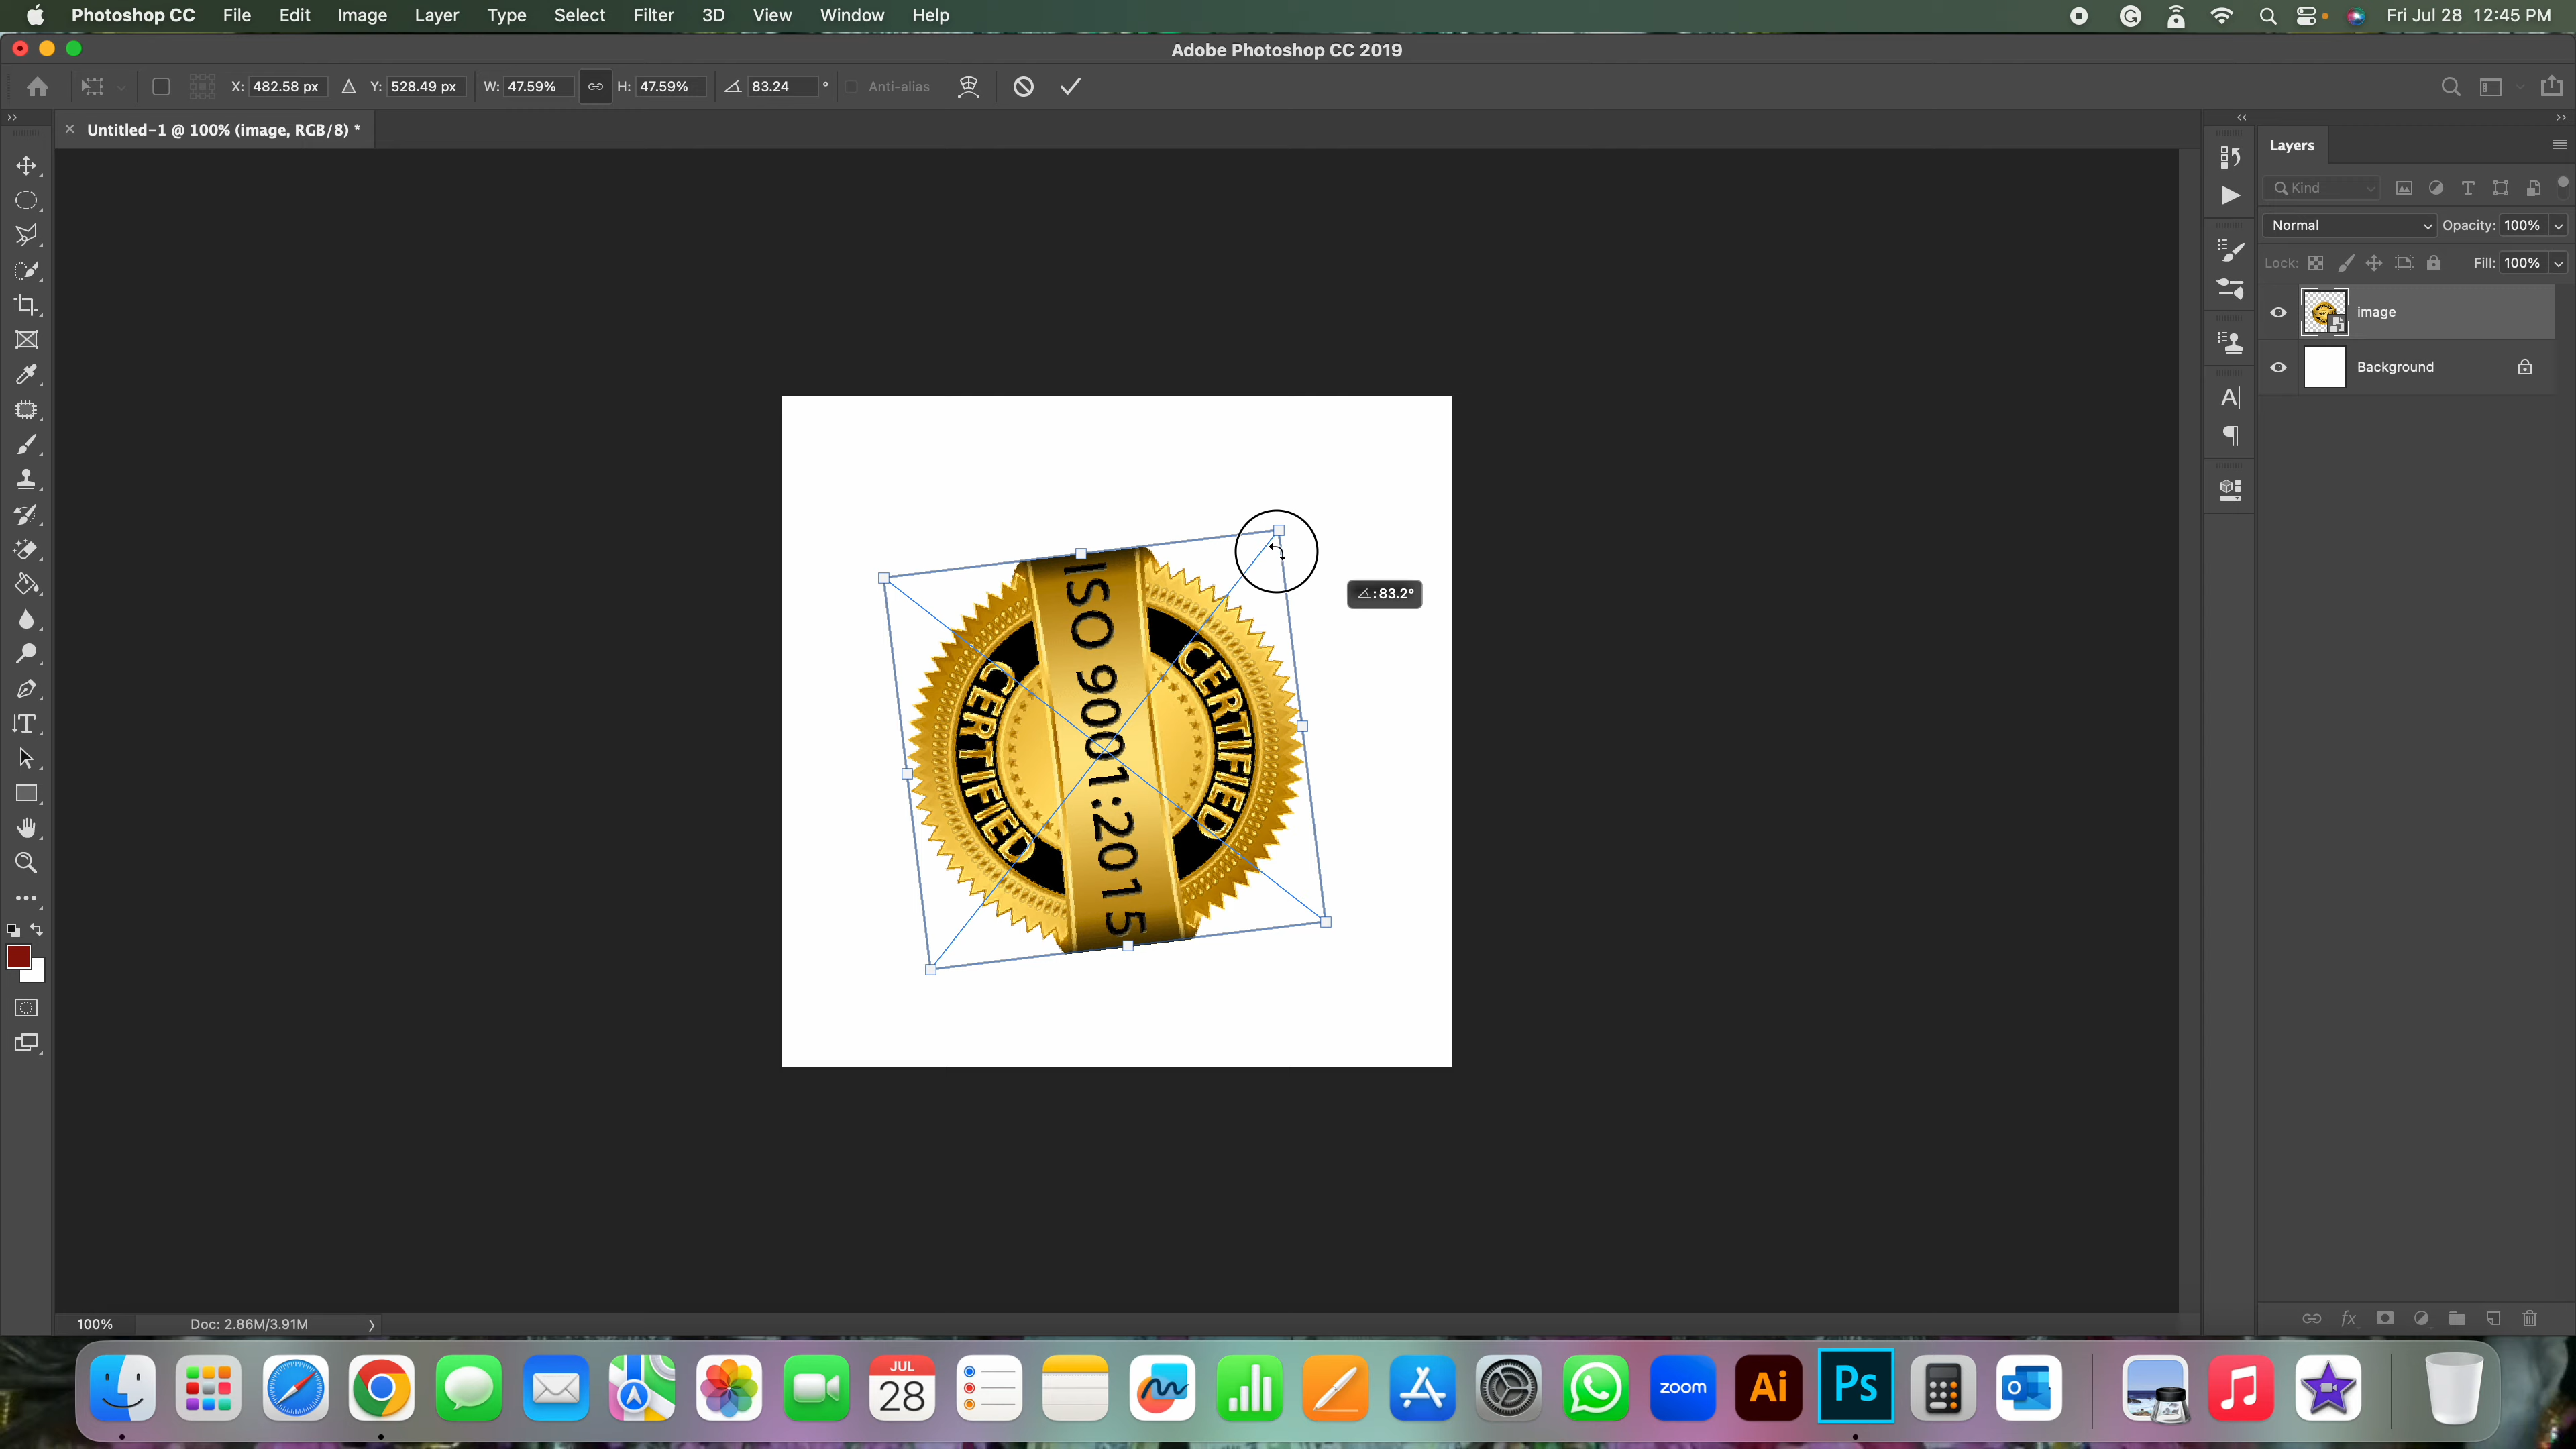 Photoshop CC File Edit Image Layer Type Select Filter 3D View Window Help Fri Jul 28 12:45 PM
Adobe Photoshop CC 2019
X: 482.58 px Y: 528.49 px W: 47.59% H: 47.59% 83.24 ° Anti-alias
× Untitled-1 @ 100% (image, RGB/8) *
Layers
Kind
Normal Opacity: 100%
Lock: Fill: 100%
image
Background
:83.2°
ISO 9001:2015
CERTIFIED
CERTIFIED
100% Doc: 2.86M/3.91M
JUL
28
zoom
Ai
Ps